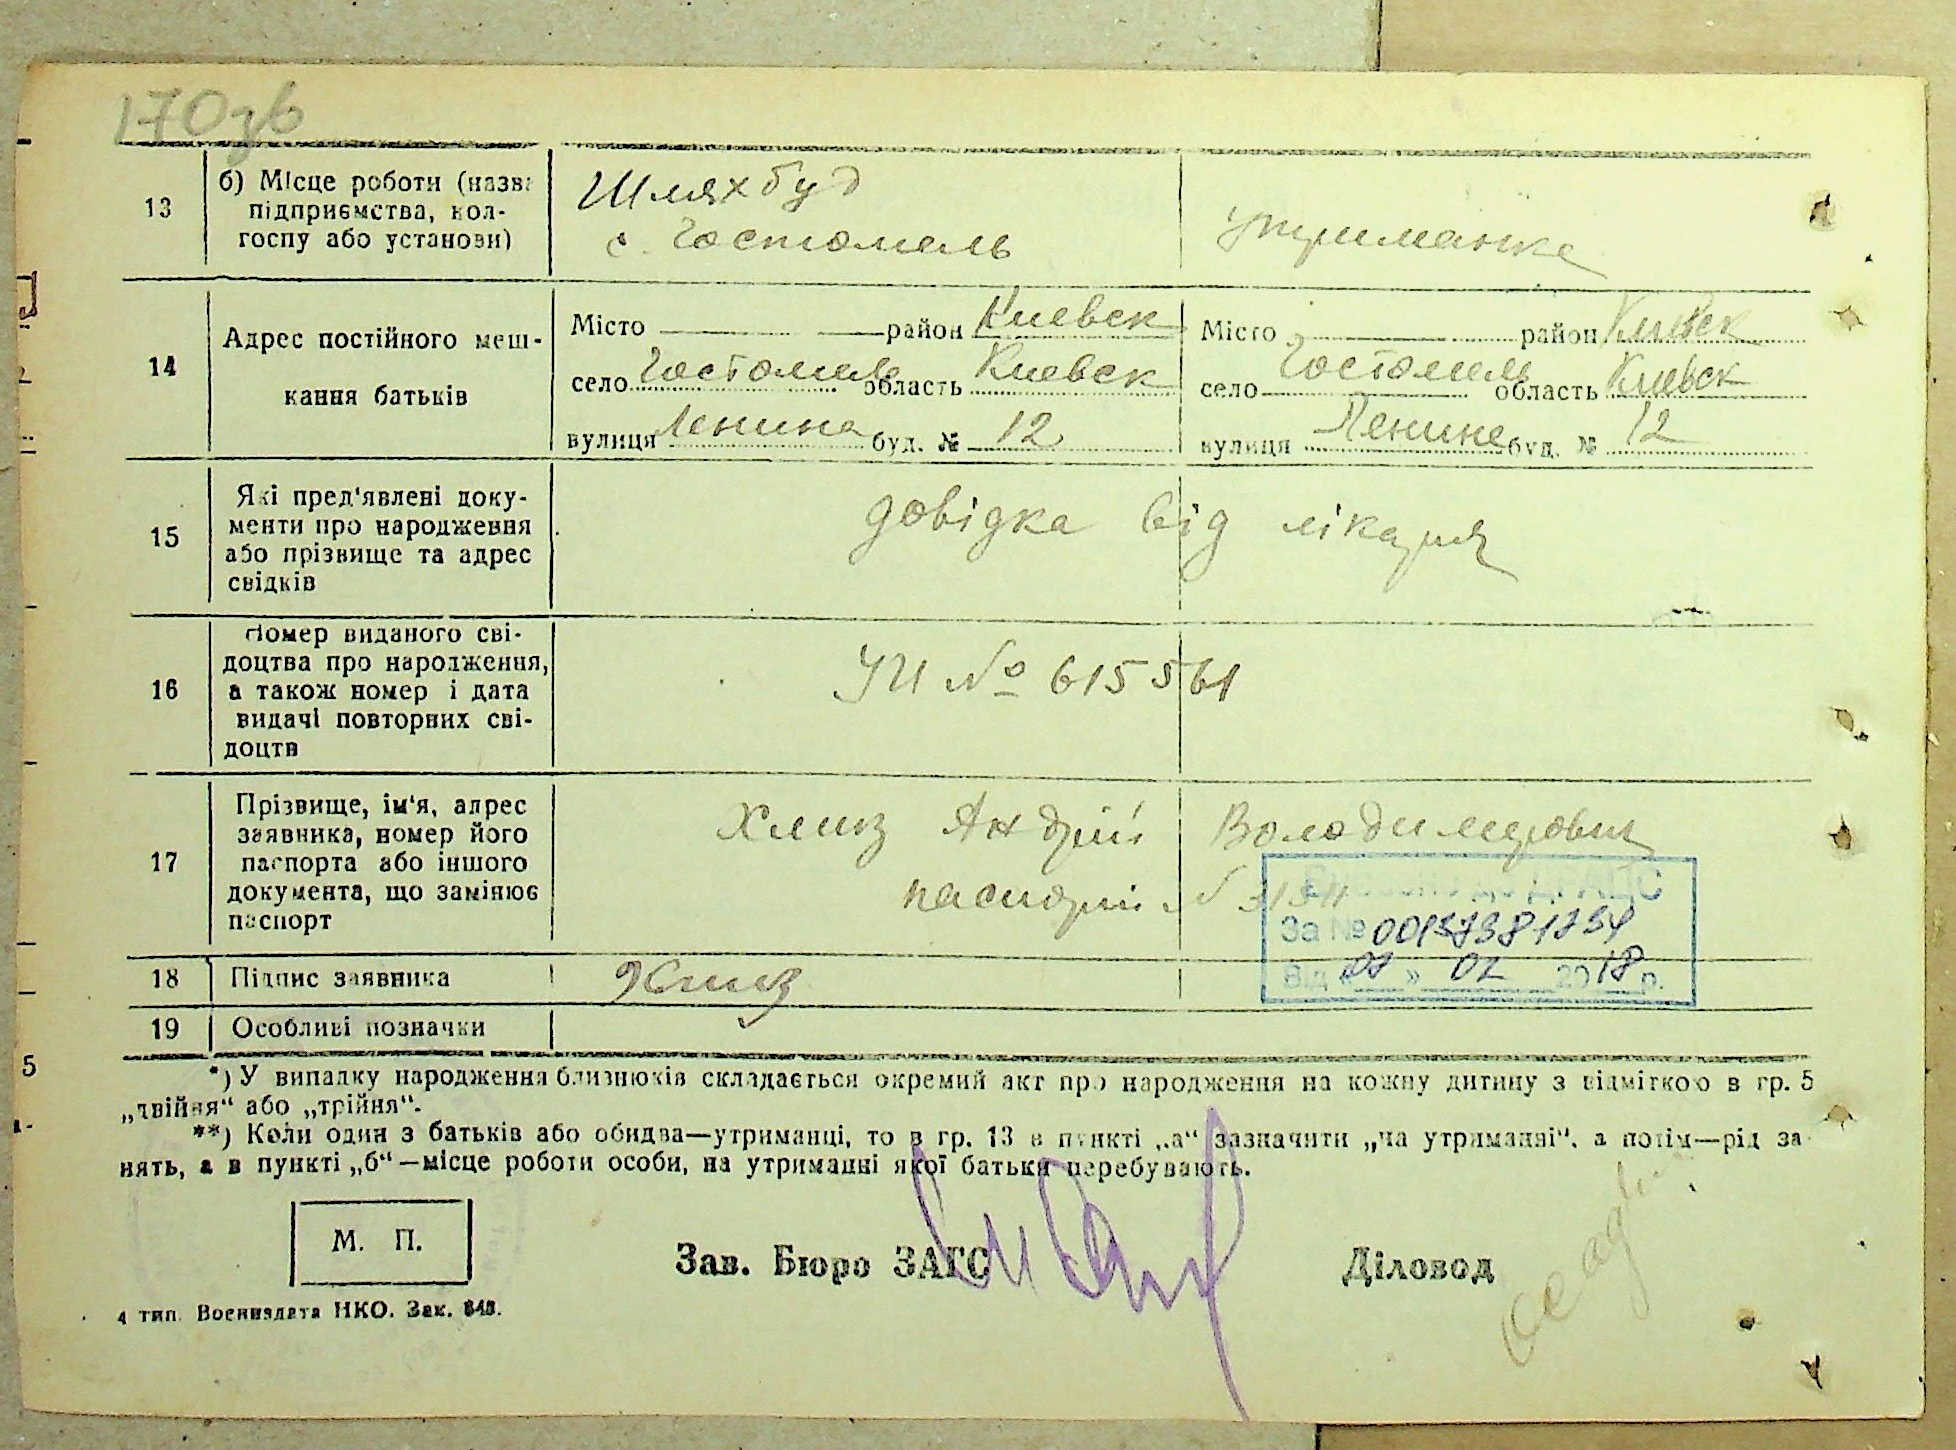 170зв
13
б) Місце роботи (назва
підприємства, кол-
госпу або установи)
Шляхбуд
с. Гостомель
утриманка
14
Адрес постійного меш-
кання батьків
Місто район Киевск
село Гостомель область Киевск
вулиця Ленина буд. № 12
Місто район Киевск
село Гостомель область Киевск
вулиця Ленина буд. № 12
15
Які пред'явлені доку-
менти про народження
або прізвище та адрес
свідків
довідка від лікаря
16
Номер виданого сві-
доцтва про народження,
а також номер і дата
видачі повторних сві-
доцтв
УИ № 615561
17
Прізвище, ім'я, адрес
заявника, номер його
паспорта або іншого
документа, що замінює
паспорт
Хлиз Андрій Володимирович
паспорт №
ДРАЦС
За № 00137381734
Від « 07 » 02 2018 р.
18
Підпис заявника
Хлиз
19
Особливі позначки
*) У випадку народження близнюків складається окремий акт про народження на кожну дитину з відміткою в гр. 5
„двійня“ або „трійня“.
**) Коли один з батьків або обидва—утриманці, то в гр. 13 в пункті „а“ зазначити „на утриманні“, а потім—рід за-
нять, а в пункті „б“—місце роботи особи, на утриманні якої батьки перебувають.
М. П.
Зав. Бюро ЗАГС
Діловод
4 тип. Воениздата НКО. Зак. 643.
5